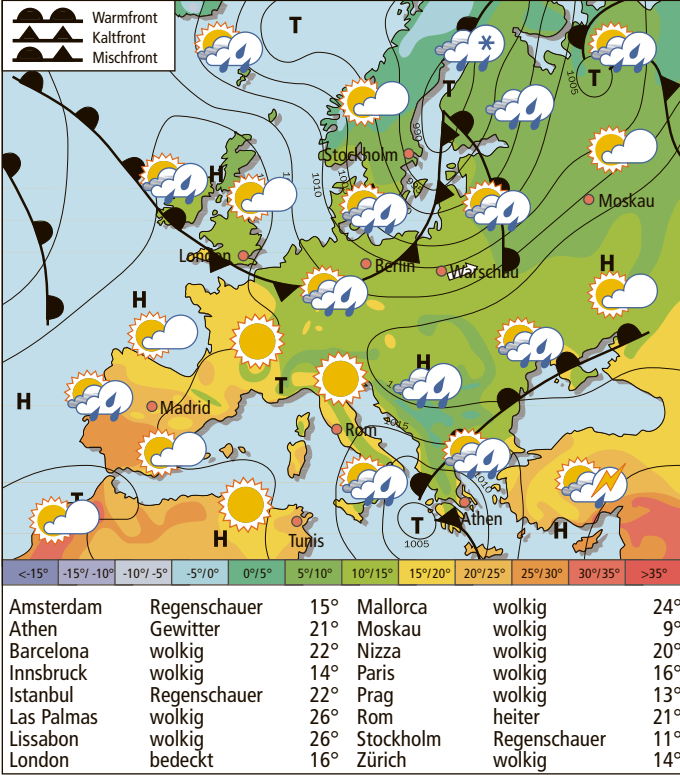 Warmfront
Kaltfront
Mischfront
T
T
T
1005
990
Stockholm
H
1010
Moskau
London
Berlin
Warschau
H
H
H
T
H
Madrid
Rom
1015
T
1010
Athen
T
1005
H
H
Tunis
<-15° -15°/ -10° -10°/ -5° -5°/0° 0°/5° 5°/10° 10°/15° 15°/20° 20°/25° 25°/30° 30°/35° >35°
Amsterdam Regenschauer 15° Mallorca wolkig 24°
Athen Gewitter 21° Moskau wolkig 9°
Barcelona wolkig 22° Nizza wolkig 20°
Innsbruck wolkig 14° Paris wolkig 16°
Istanbul Regenschauer 22° Prag wolkig 13°
Las Palmas wolkig 26° Rom heiter 21°
Lissabon wolkig 26° Stockholm Regenschauer 11°
London bedeckt 16° Zürich wolkig 14°